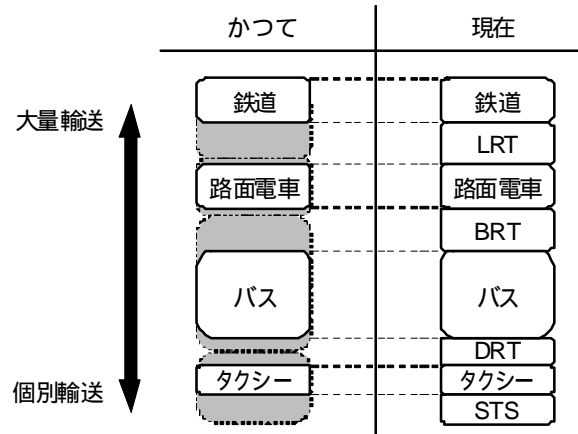 かつて 現在
鉄道 鉄道
大量輸送
LRT
路面電車 路面電車
BRT
バス バス
DRT
タクシー タクシー
個別輸送
STS